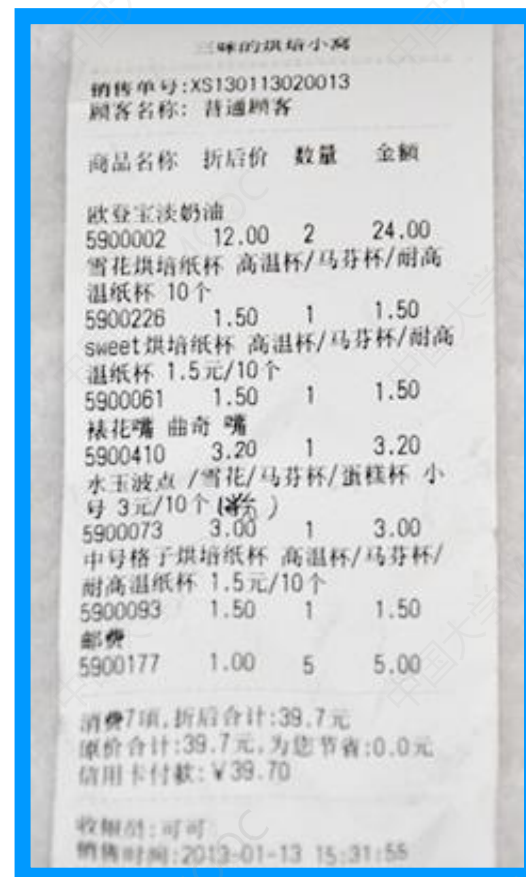 三味的烘焙小窝
销售单号:XS130113020013
顾客名称: 普通顾客
商品名称 折后价 数量 金额
欧登宝淡奶油
5900002 12.00 2 24.00
雪花烘培纸杯 高温杯/马芬杯/耐高
温纸杯 10个
5900226 1.50 1 1.50
sweet烘培纸杯 高温杯/马芬杯/耐高
温纸杯 1.5元/10个
5900061 1.50 1 1.50
裱花嘴 曲奇 嘴
5900410 3.20 1 3.20
水玉波点 /雪花/马芬杯/蛋糕杯 小
号 3元/10个 ( )
5900073 3.00 1 3.00
中号格子烘培纸杯 高温杯/马芬杯/
耐高温纸杯 1.5元/10个
5900093 1.50 1 1.50
邮费
5900177 1.00 5 5.00
消费7项,折后合计:39.7元
原价合计:39.7元,为您节省:0.0元
信用卡付款:￥39.70
收银员:可可
销售时间:2013-01-13 15:31:55